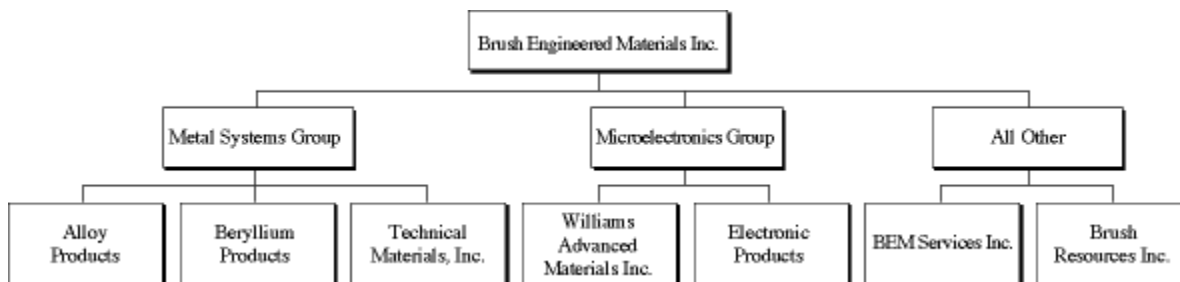 Brush Engineered Materials Inc.
Metal Systems Group
Microelectronics Group
All Other
Alloy
Products
Beryllium
Products
Technical
Materials, Inc.
Williams
Advanced
Materials Inc.
Electronic
Products
BEM Services Inc.
Brush
Resources Inc.